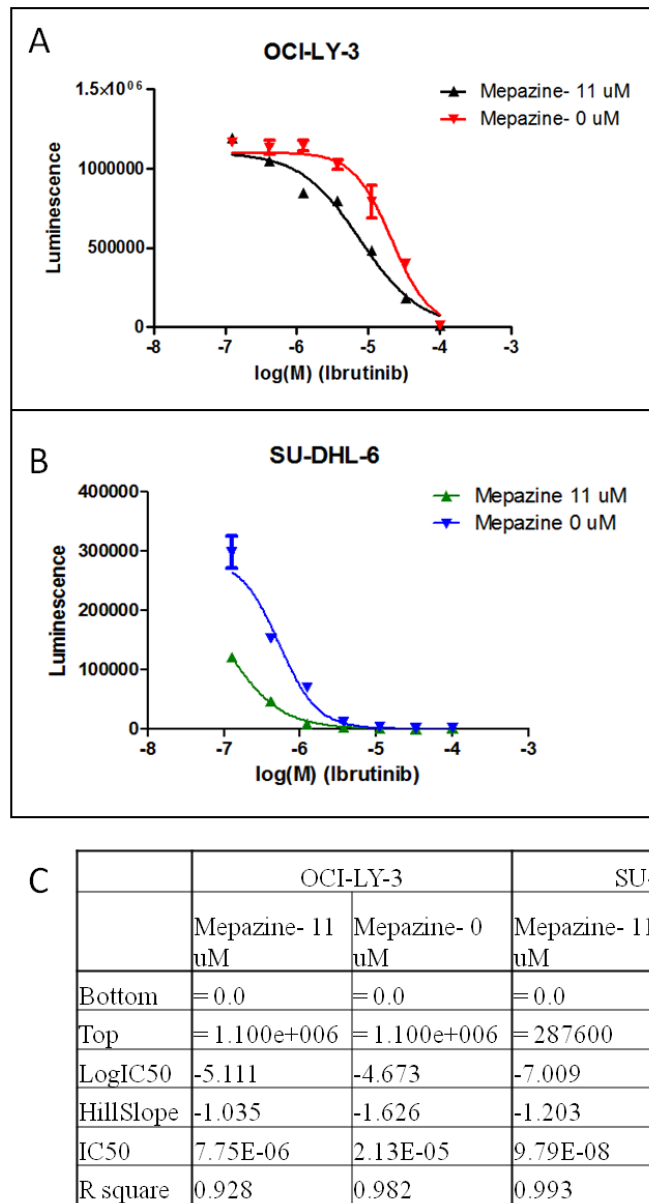 A
OCI-LY-3
1.5×10⁰⁶
1000000
500000
0
Luminescence
Mepazine- 11 uM
Mepazine- 0 uM
-8 -7 -6 -5 -4 -3
log(M) (Ibrutinib)
B
SU-DHL-6
400000
300000
200000
100000
0
Luminescence
Mepazine 11 uM
Mepazine 0 uM
-8 -7 -6 -5 -4 -3
log(M) (Ibrutinib)
C
OCI-LY-3 SU-
Mepazine- 11 uM Mepazine- 0 uM Mepazine- 11 uM
Bottom = 0.0 = 0.0 = 0.0
Top = 1.100e+006 = 1.100e+006 = 287600
LogIC50 -5.111 -4.673 -7.009
HillSlope -1.035 -1.626 -1.203
IC50 7.75E-06 2.13E-05 9.79E-08
R square 0.928 0.982 0.993